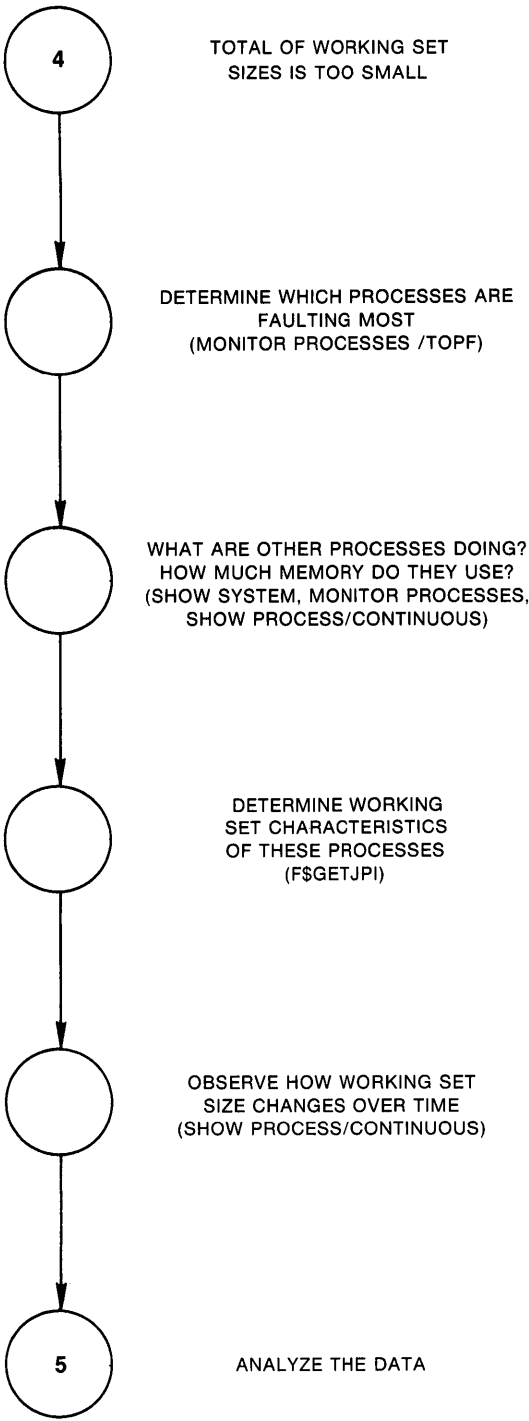 4
TOTAL OF WORKING SET
SIZES IS TOO SMALL
DETERMINE WHICH PROCESSES ARE
FAULTING MOST
(MONITOR PROCESSES /TOPF)
WHAT ARE OTHER PROCESSES DOING?
HOW MUCH MEMORY DO THEY USE?
(SHOW SYSTEM, MONITOR PROCESSES,
SHOW PROCESS/CONTINUOUS)
DETERMINE WORKING
SET CHARACTERISTICS
OF THESE PROCESSES
(F$GETJPI)
OBSERVE HOW WORKING SET
SIZE CHANGES OVER TIME
(SHOW PROCESS/CONTINUOUS)
5
ANALYZE THE DATA